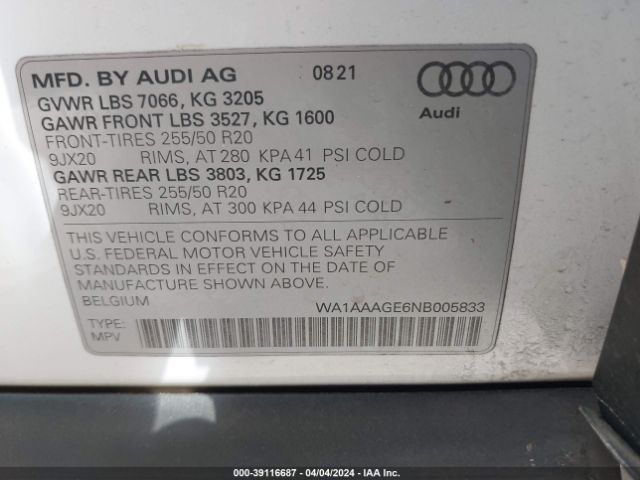 MFD. BY AUDI AG 0821
GVWR LBS 7066, KG 3205
GAWR FRONT LBS 3527, KG 1600
Audi
FRONT-TIRES 255/50 R20
9JX20 RIMS, AT 280 KPA 41 PSI COLD
GAWR REAR LBS 3803, KG 1725
REAR-TIRES 255/50 R20
9JX20 RIMS, AT 300 KPA 44 PSI COLD
THIS VEHICLE CONFORMS TO ALL APPLICABLE
U.S. FEDERAL MOTOR VEHICLE SAFETY
STANDARDS IN EFFECT ON THE DATE OF
MANUFACTURE SHOWN ABOVE.
BELGIUM WA1AAAGE6NB005833
TYPE:
MPV
000-39116687 - 04/04/2024 - IAA Inc.